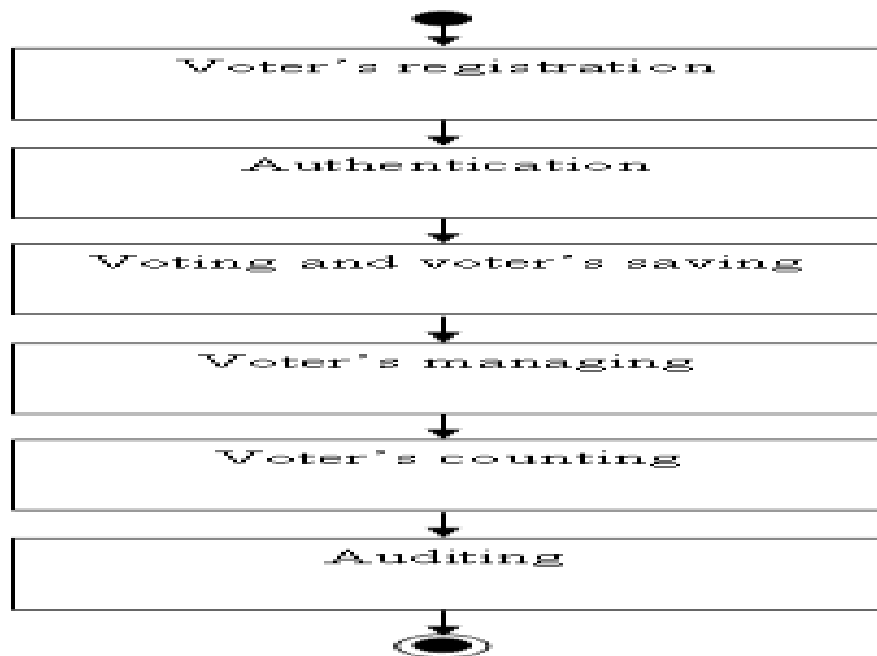 Voter's registration
Authentication
Voting and voter's saving
Voter's managing
Voter's counting
Auditing